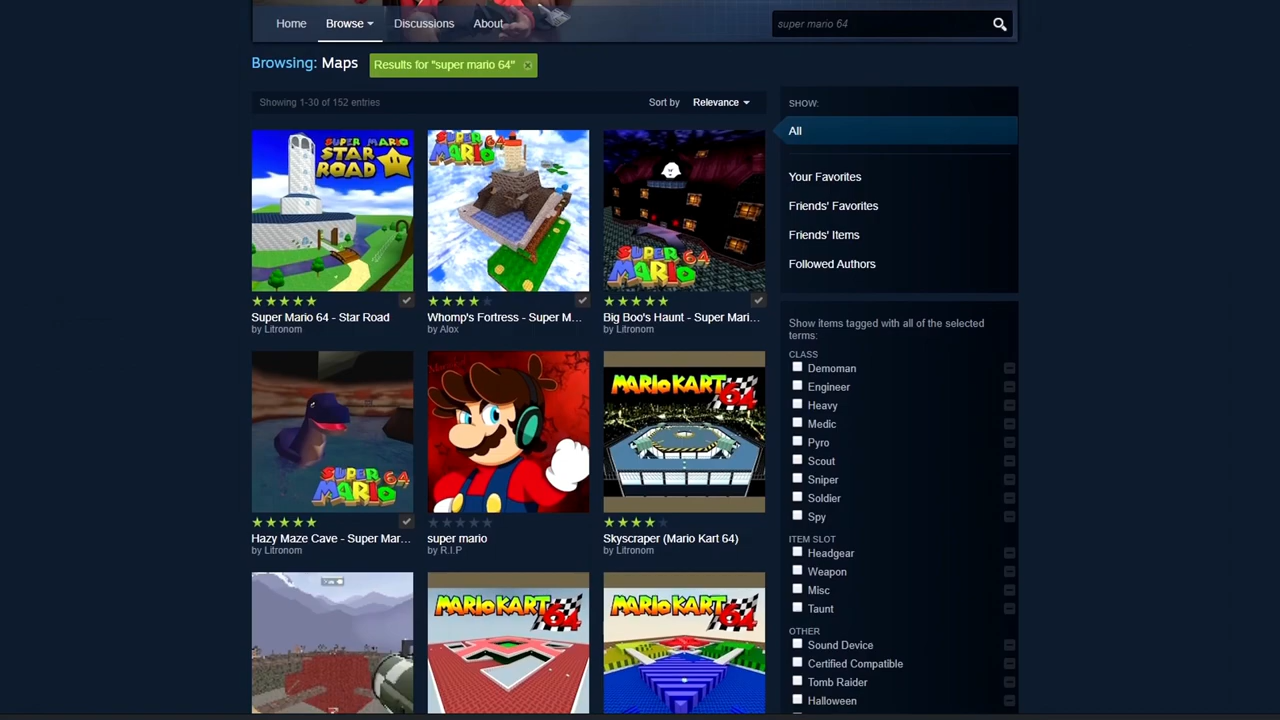 Home Browse Discussions About
super mario 64
Browsing: Maps Results for "super mario 64"
Showing 1-30 of 152 entries Sort by Relevance
SUPER MARIO
STAR
ROAD
SUPER MARIO 64
SUPER MARIO 64
Super Mario 64 - Star Road
by Litronom
Whomp's Fortress - Super M...
by Alox
Big Boo's Haunt - Super Mari...
by Litronom
SUPER MARIO 64
MARIO KART 64
Hazy Maze Cave - Super Mar...
by Litronom
super mario
by R.I.P
Skyscraper (Mario Kart 64)
by Litronom
MARIO KART 64
MARIO KART 64
SHOW:
All
Your Favorites
Friends' Favorites
Friends' Items
Followed Authors
Show items tagged with all of the selected
terms:
CLASS
Demoman
Engineer
Heavy
Medic
Pyro
Scout
Sniper
Soldier
Spy
ITEM SLOT
Headgear
Weapon
Misc
Taunt
OTHER
Sound Device
Certified Compatible
Tomb Raider
Halloween